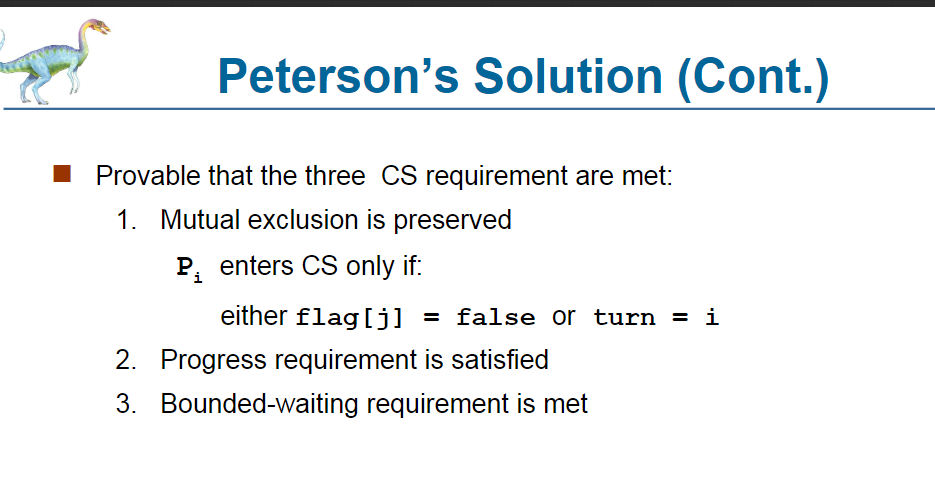 Peterson’s Solution (Cont.)
Provable that the three  CS requirement are met:
1. Mutual exclusion is preserved
Pi enters CS only if:
either flag[j] = false or turn = i
2. Progress requirement is satisfied
3. Bounded-waiting requirement is met